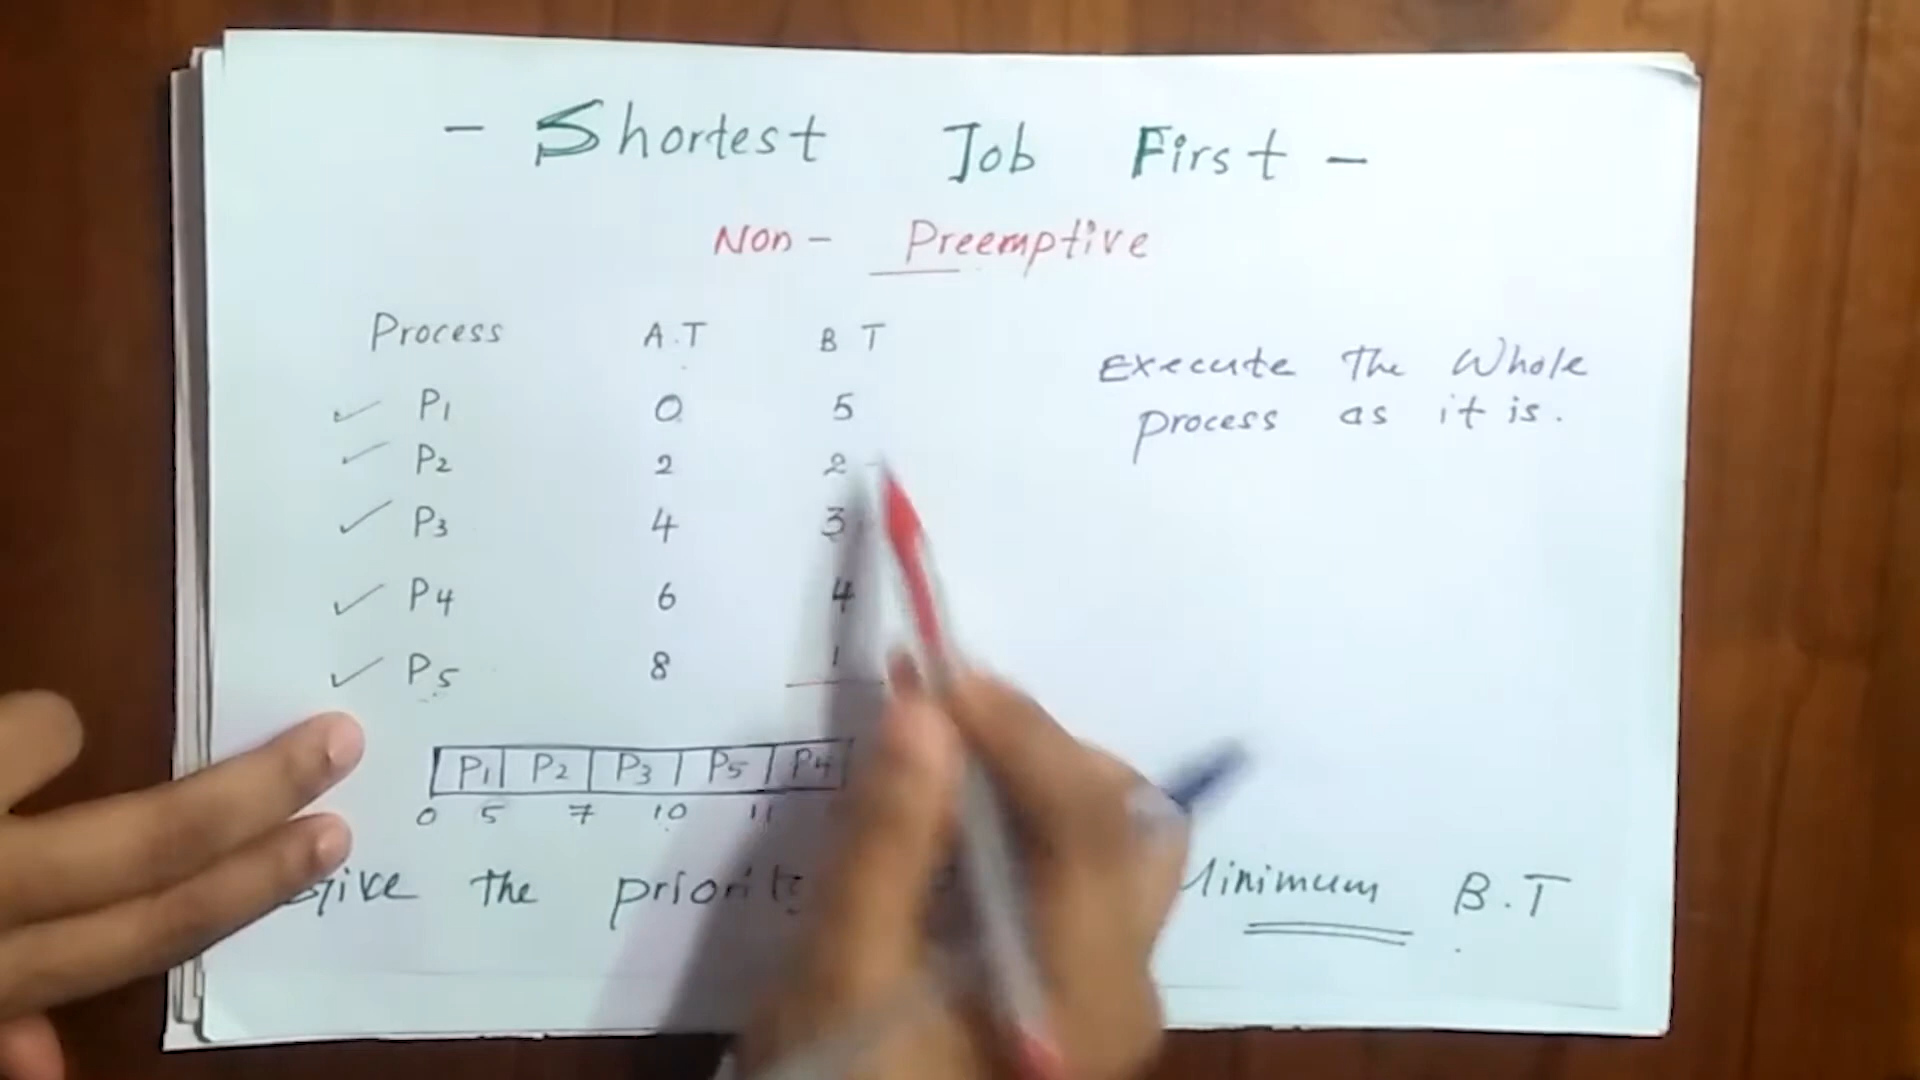 - Shortest Job First -
Non- Preemptive
Process A.T B T
P1 0 5
P2 2 2
P3 4 3
P4 6 4
P5 8 1
P1 P2 P3 P5 P4
0 5 7 10 11
give the priority Minimum B.T
Execute The Whole
process as it is.